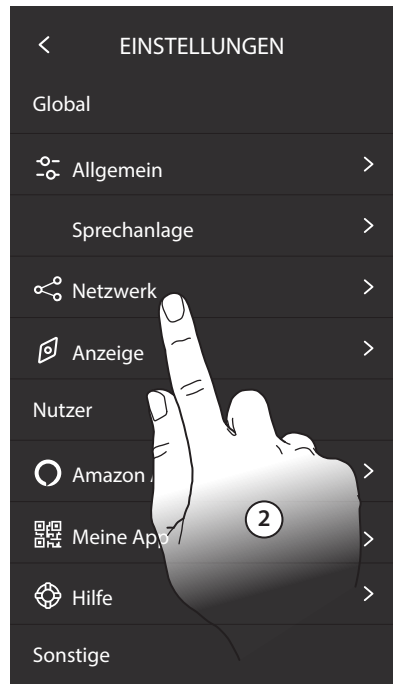 EINSTELLUNGEN
Global
Allgemein
Sprechanlage
Netzwerk
Anzeige
Nutzer
Amazon
Meine App
2
Hilfe
Sonstige